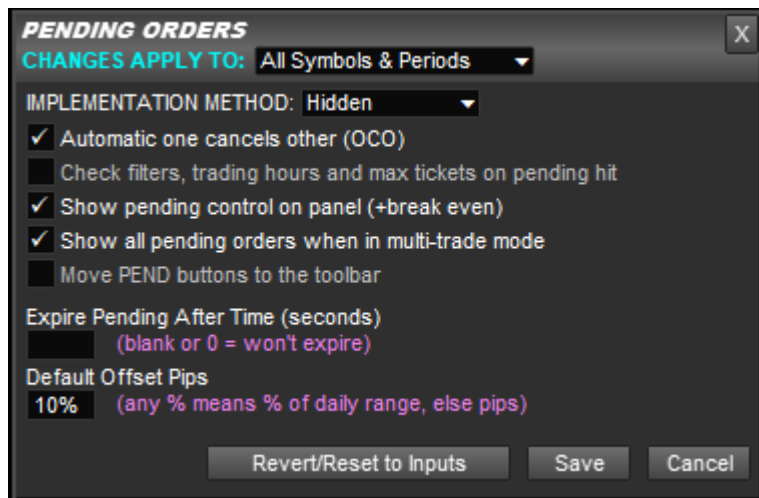 PENDING ORDERS
X
CHANGES APPLY TO: All Symbols & Periods
IMPLEMENTATION METHOD: Hidden
Automatic one cancels other (OCO)
Check filters, trading hours and max tickets on pending hit
Show pending control on panel (+break even)
Show all pending orders when in multi-trade mode
Move PEND buttons to the toolbar
Expire Pending After Time (seconds)
(blank or 0 = won't expire)
Default Offset Pips
10% (any % means % of daily range, else pips)
Revert/Reset to Inputs Save Cancel